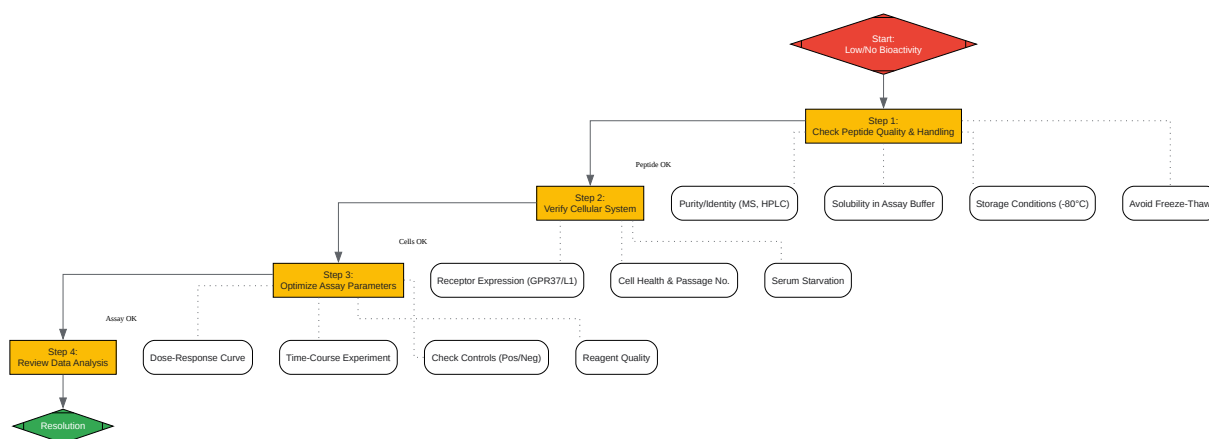 Start:
Low/No Bioactivity
Step 1:
Check Peptide Quality & Handling
Peptide OK
Step 2:
Verify Cellular System
Purity/Identity (MS, HPLC)
Solubility in Assay Buffer
Storage Conditions (-80°C)
Avoid Freeze-Thaw
Cells OK
Step 3:
Optimize Assay Parameters
Receptor Expression (GPR37/L1)
Cell Health & Passage No.
Serum Starvation
Assay OK
Step 4:
Review Data Analysis
Dose-Response Curve
Time-Course Experiment
Check Controls (Pos/Neg)
Reagent Quality
Resolution